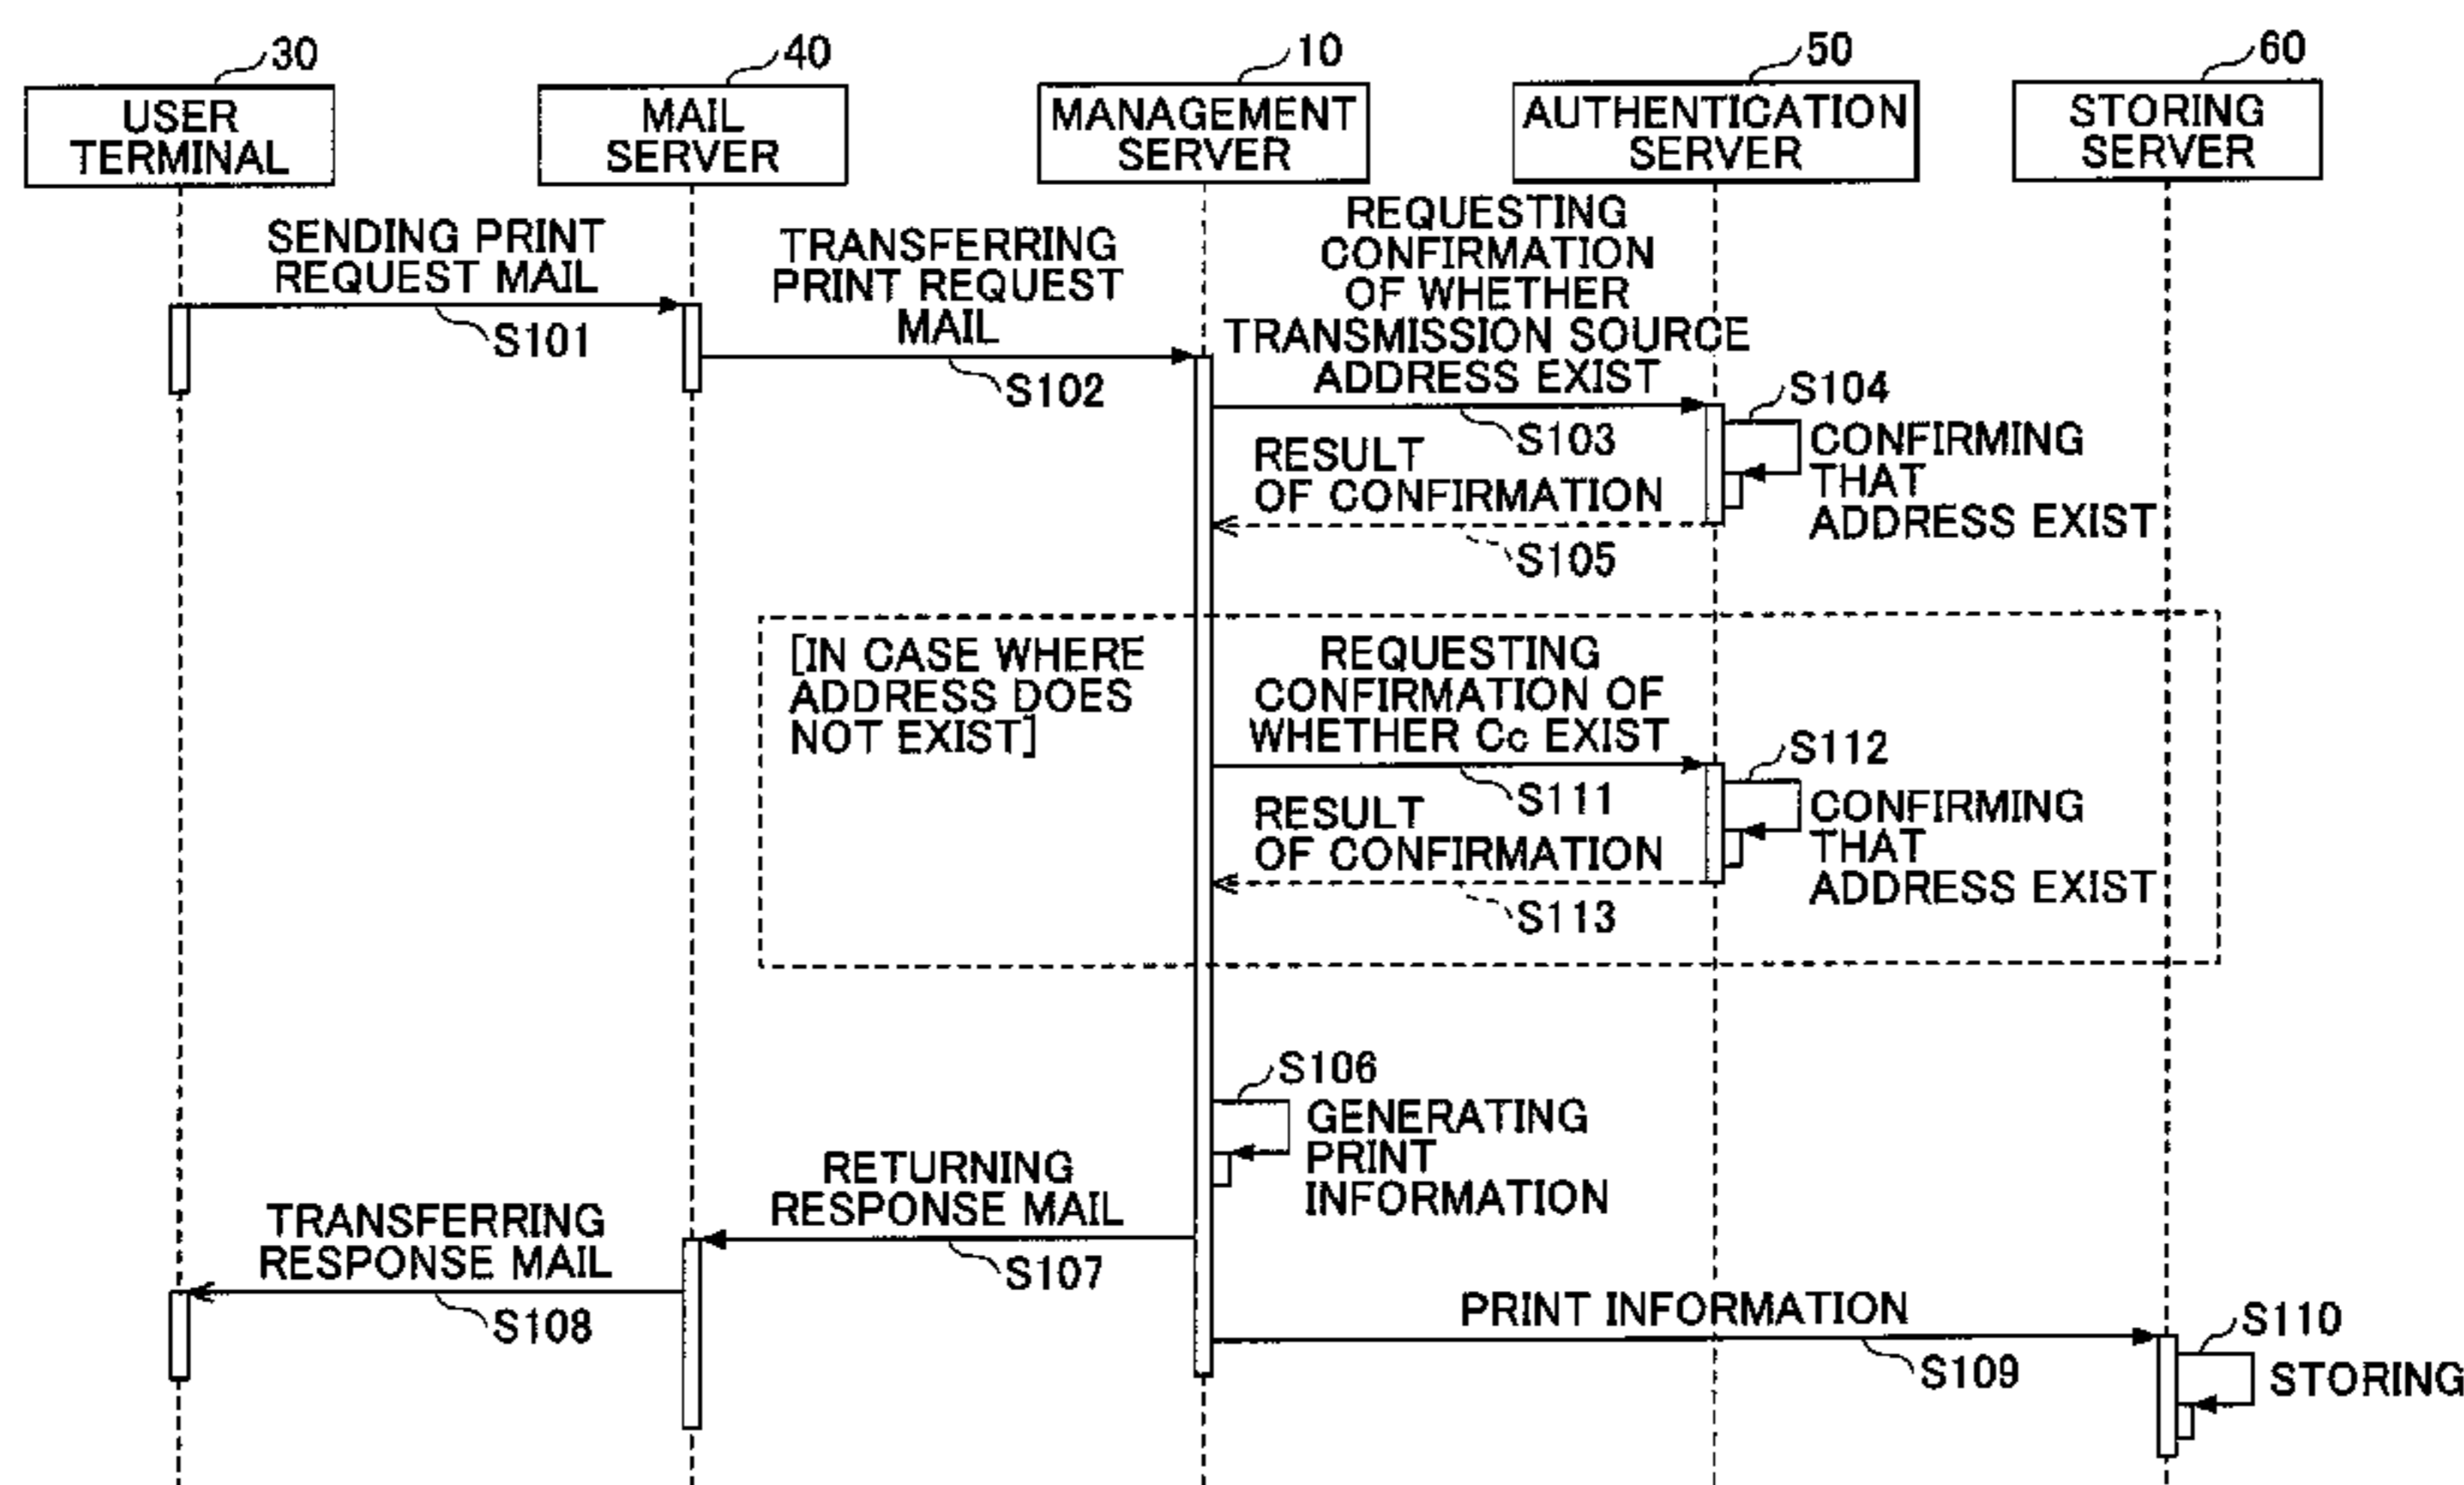 30
40
10
50
60
USER
TERMINAL
MAIL
SERVER
MANAGEMENT
SERVER
AUTHENTICATION
SERVER
STORING
SERVER
SENDING PRINT
REQUEST MAIL
S101
TRANSFERRING
PRINT REQUEST
MAIL
S102
REQUESTING
CONFIRMATION
OF WHETHER
TRANSMISSION SOURCE
ADDRESS EXIST
S103
S104
CONFIRMING
THAT
ADDRESS EXIST
RESULT
OF CONFIRMATION
S105
[IN CASE WHERE
ADDRESS DOES
NOT EXIST]
REQUESTING
CONFIRMATION OF
WHETHER Cc EXIST
S111
S112
CONFIRMING
THAT
ADDRESS EXIST
RESULT
OF CONFIRMATION
S113
S106
GENERATING
PRINT
INFORMATION
RETURNING
RESPONSE MAIL
S107
TRANSFERRING
RESPONSE MAIL
S108
PRINT INFORMATION
S109
S110
STORING